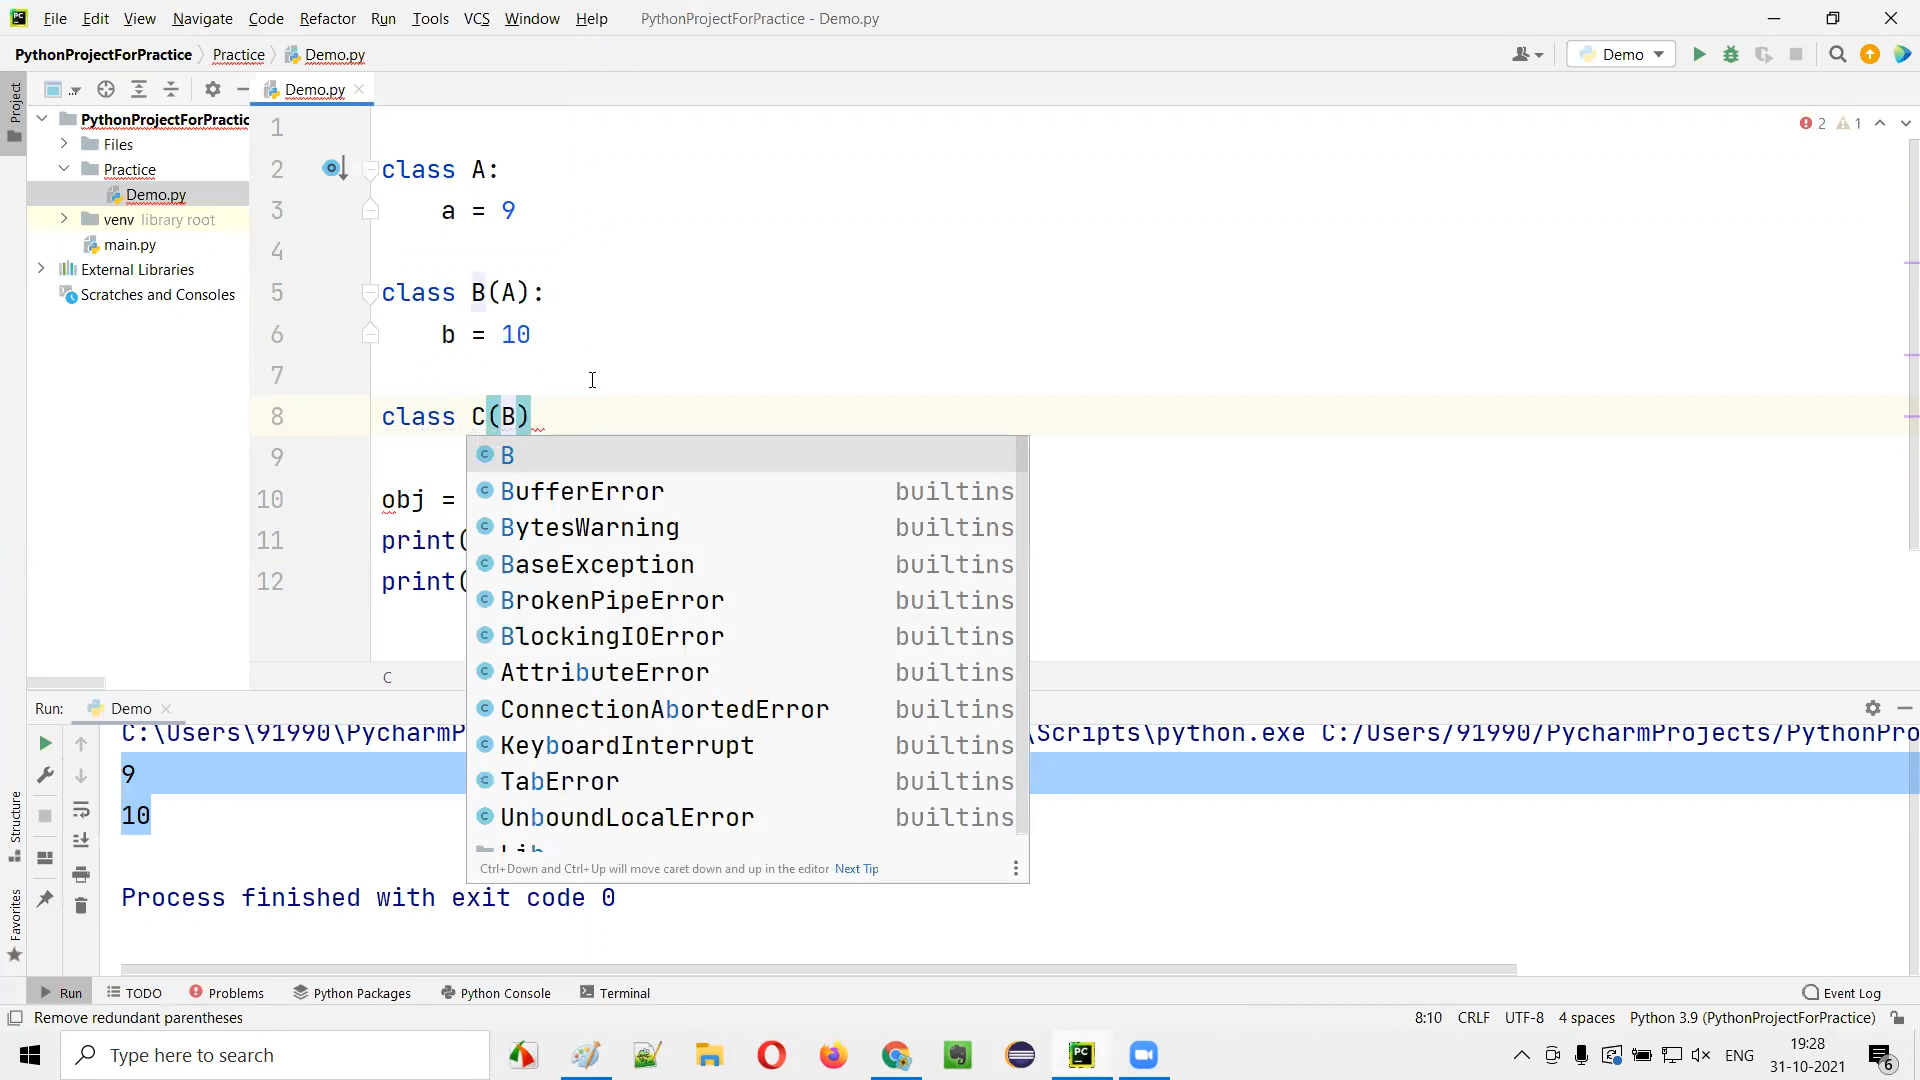 File Edit View Navigate Code Refactor Run Tools VCS Window Help PythonProjectForPractice - Demo.py
PythonProjectForPractice Practice Demo.py Demo
Project
Demo.py
PythonProjectForPractic
Files
Practice
Demo.py
venv library root
main.py
External Libraries
Scratches and Consoles
2 1
1
2 class A:
3 a = 9
4
5 class B(A):
6 b = 10
7
8 class C(B)
9
10 obj =
11 print(
12 print(
B
BufferError builtins
BytesWarning builtins
BaseException builtins
BrokenPipeError builtins
BlockingIOError builtins
AttributeError builtins
ConnectionAbortedError builtins
KeyboardInterrupt builtins
TabError builtins
UnboundLocalError builtins
Lib
Ctrl+Down and Ctrl+Up will move caret down and up in the editor Next Tip
C
Run: Demo
C:\Users\91990\PycharmP \Scripts\python.exe C:/Users/91990/PycharmProjects/PythonPro
9
10
Process finished with exit code 0
Structure
Favorites
Run TODO Problems Python Packages Python Console Terminal Event Log
Remove redundant parentheses 8:10 CRLF UTF-8 4 spaces Python 3.9 (PythonProjectForPractice)
Type here to search
PC
ENG
19:28
31-10-2021
6